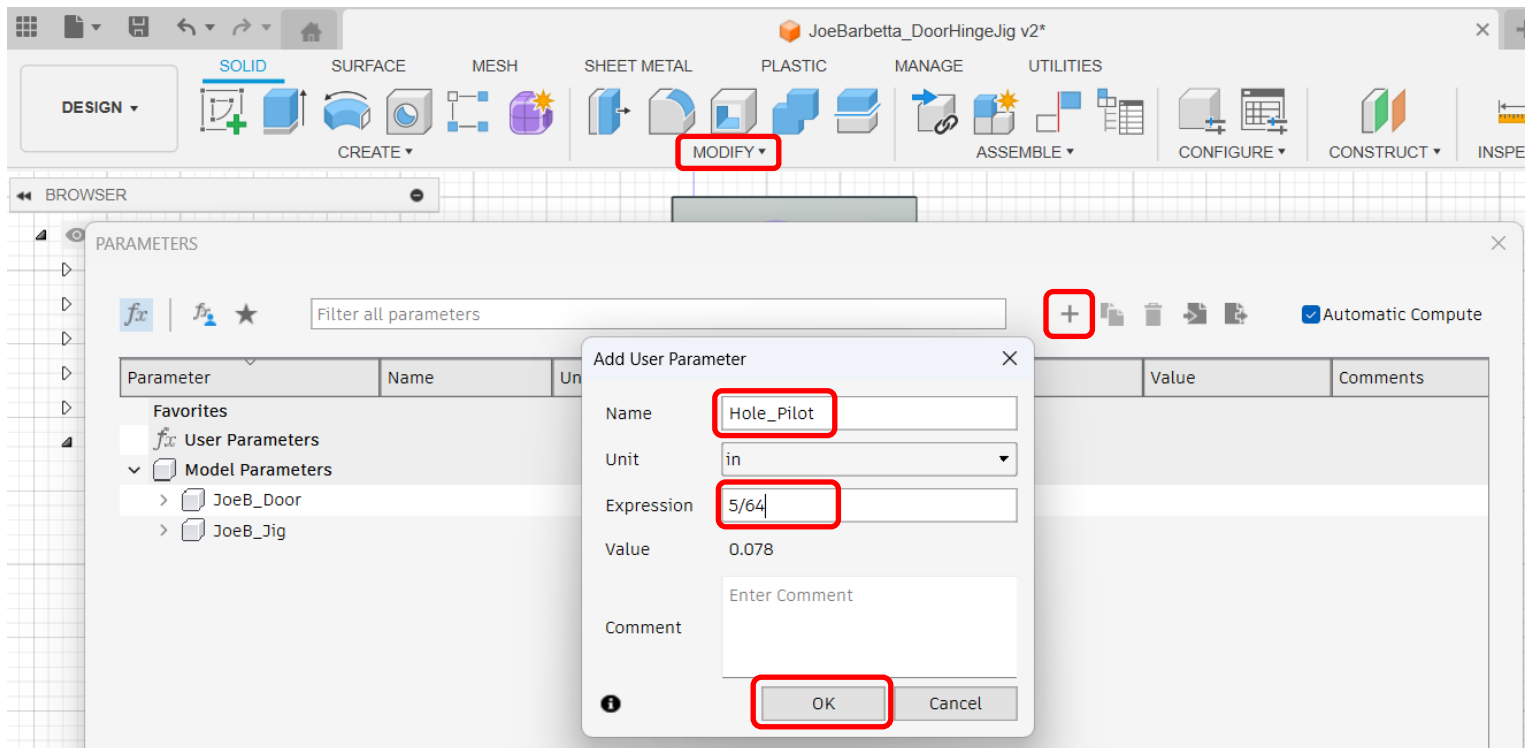 JoeBarbetta_DoorHingeJig v2*
SOLID SURFACE MESH SHEET METAL PLASTIC MANAGE UTILITIES
DESIGN
CREATE MODIFY ASSEMBLE CONFIGURE CONSTRUCT INSPE
BROWSER
PARAMETERS
fx Filter all parameters Automatic Compute
Parameter Name Un Value Comments
Favorites
fx User Parameters
Model Parameters
JoeB_Door
JoeB_Jig
Add User Parameter
Name Hole_Pilot
Unit in
Expression 5/64
Value 0.078
Enter Comment
Comment
OK Cancel